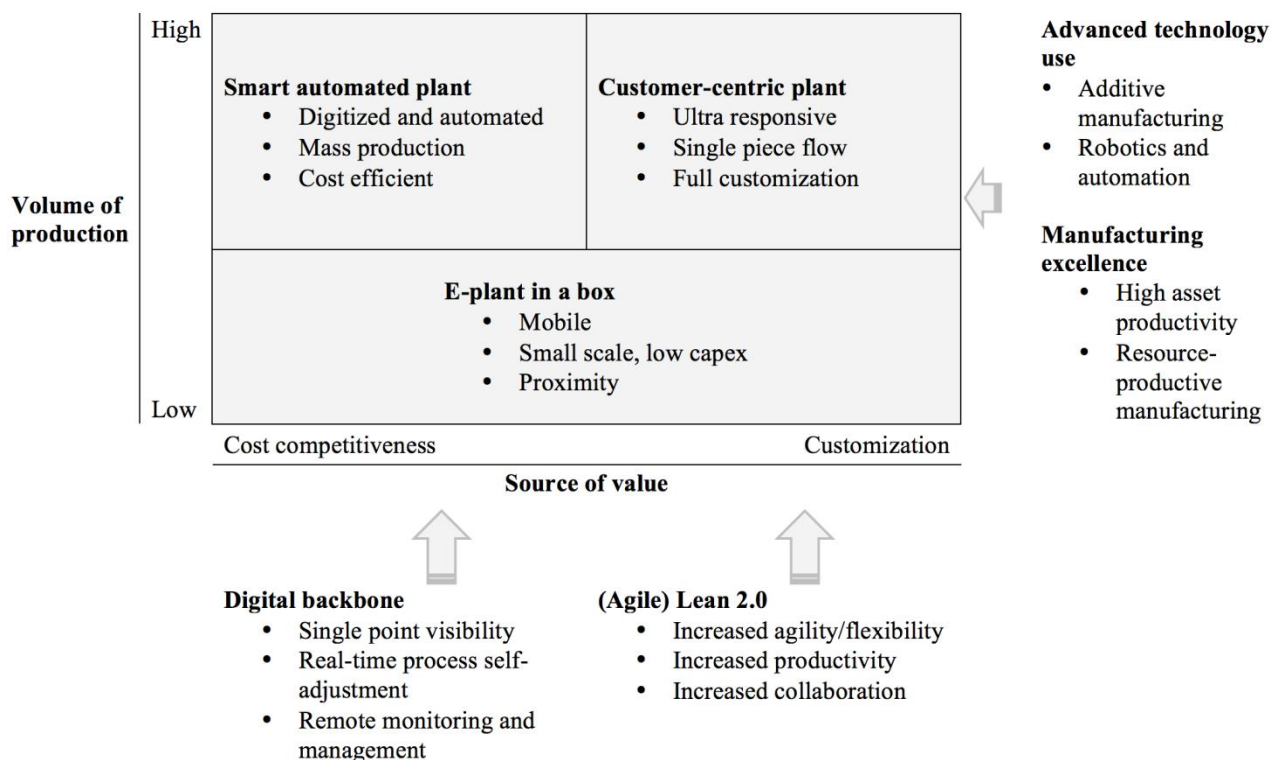 High
Smart automated plant
• Digitized and automated
• Mass production
• Cost efficient
Customer-centric plant
• Ultra responsive
• Single piece flow
• Full customization
Volume of
production
E-plant in a box
• Mobile
• Small scale, low capex
• Proximity
Low
Cost competitiveness
Customization
Source of value
Advanced technology
use
• Additive
manufacturing
• Robotics and
automation
Manufacturing
excellence
• High asset
productivity
• Resource-
productive
manufacturing
Digital backbone
• Single point visibility
• Real-time process self-
adjustment
• Remote monitoring and
management
(Agile) Lean 2.0
• Increased agility/flexibility
• Increased productivity
• Increased collaboration